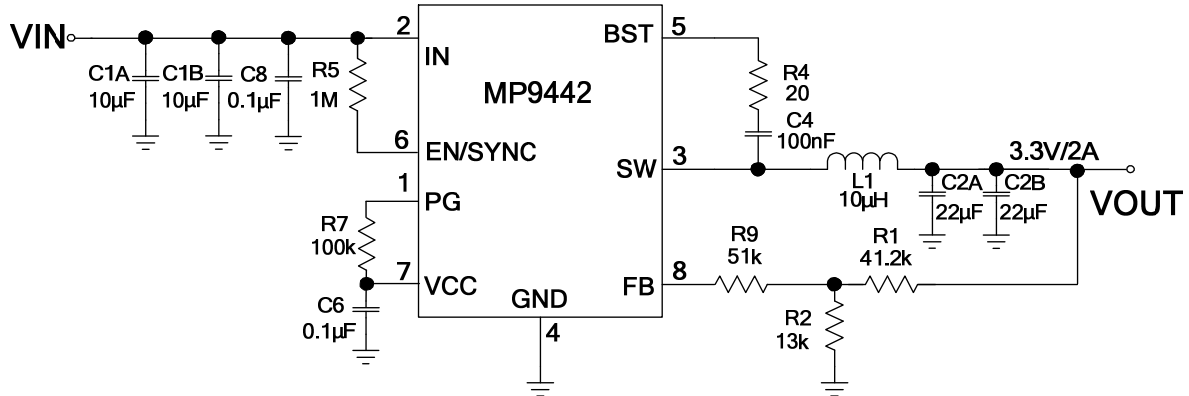 VIN
C1A
10µF
C1B
10µF
C8
0.1µF
R5
1M
2
IN
6
EN/SYNC
1
PG
R7
100k
7
VCC
C6
0.1µF
MP9442
GND
4
BST
5
R4
20
C4
100nF
SW
3
L1
10µH
C2A
22µF
C2B
22µF
3.3V/2A
VOUT
FB
8
R9
51k
R1
41.2k
R2
13k